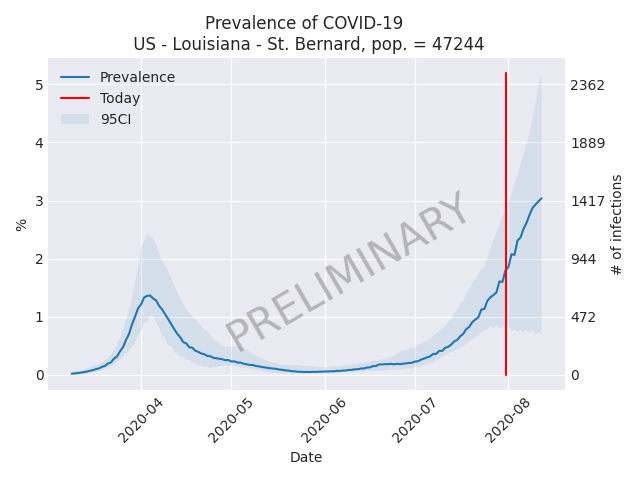 Prevalence of COVID-19
US - Louisiana - St. Bernard, pop. = 47244
Prevalence
Today
95CI
PRELIMINARY
5
4
3
2
1
0
%
2362
1889
1417
944
472
0
# of infections
2020-04
2020-05
2020-06
2020-07
2020-08
Date